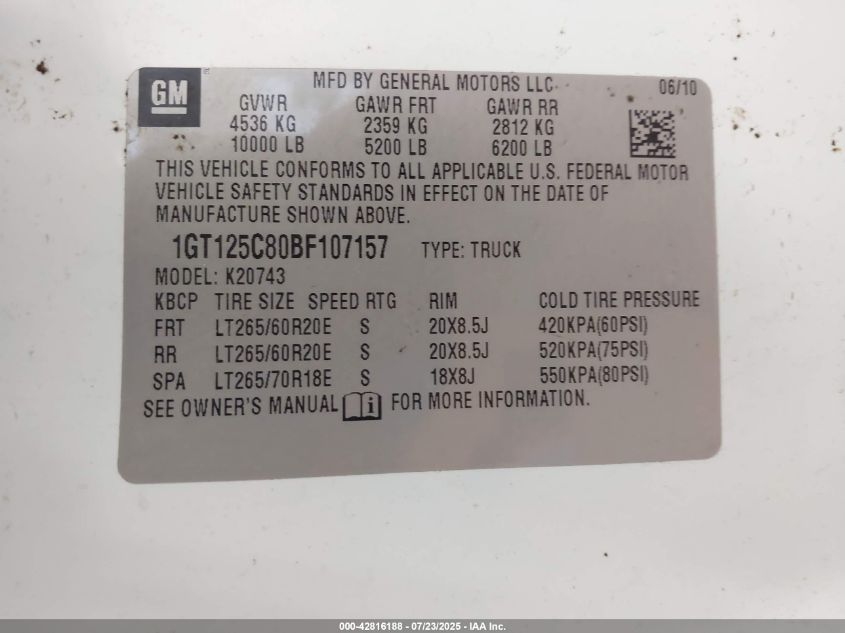 GM
MFD BY GENERAL MOTORS LLC 06/10
GVWR GAWR FRT GAWR RR
4536 KG 2359 KG 2812 KG
10000 LB 5200 LB 6200 LB
THIS VEHICLE CONFORMS TO ALL APPLICABLE U.S. FEDERAL MOTOR
VEHICLE SAFETY STANDARDS IN EFFECT ON THE DATE OF
MANUFACTURE SHOWN ABOVE.
1GT125C80BF107157 TYPE: TRUCK
MODEL: K20743
KBCP TIRE SIZE SPEED RTG RIM COLD TIRE PRESSURE
FRT LT265/60R20E S 20X8.5J 420KPA(60PSI)
RR LT265/60R20E S 20X8.5J 520KPA(75PSI)
SPA LT265/70R18E S 18X8J 550KPA(80PSI)
SEE OWNER'S MANUAL i FOR MORE INFORMATION.
000-42816188 - 07/23/2025 - IAA Inc.